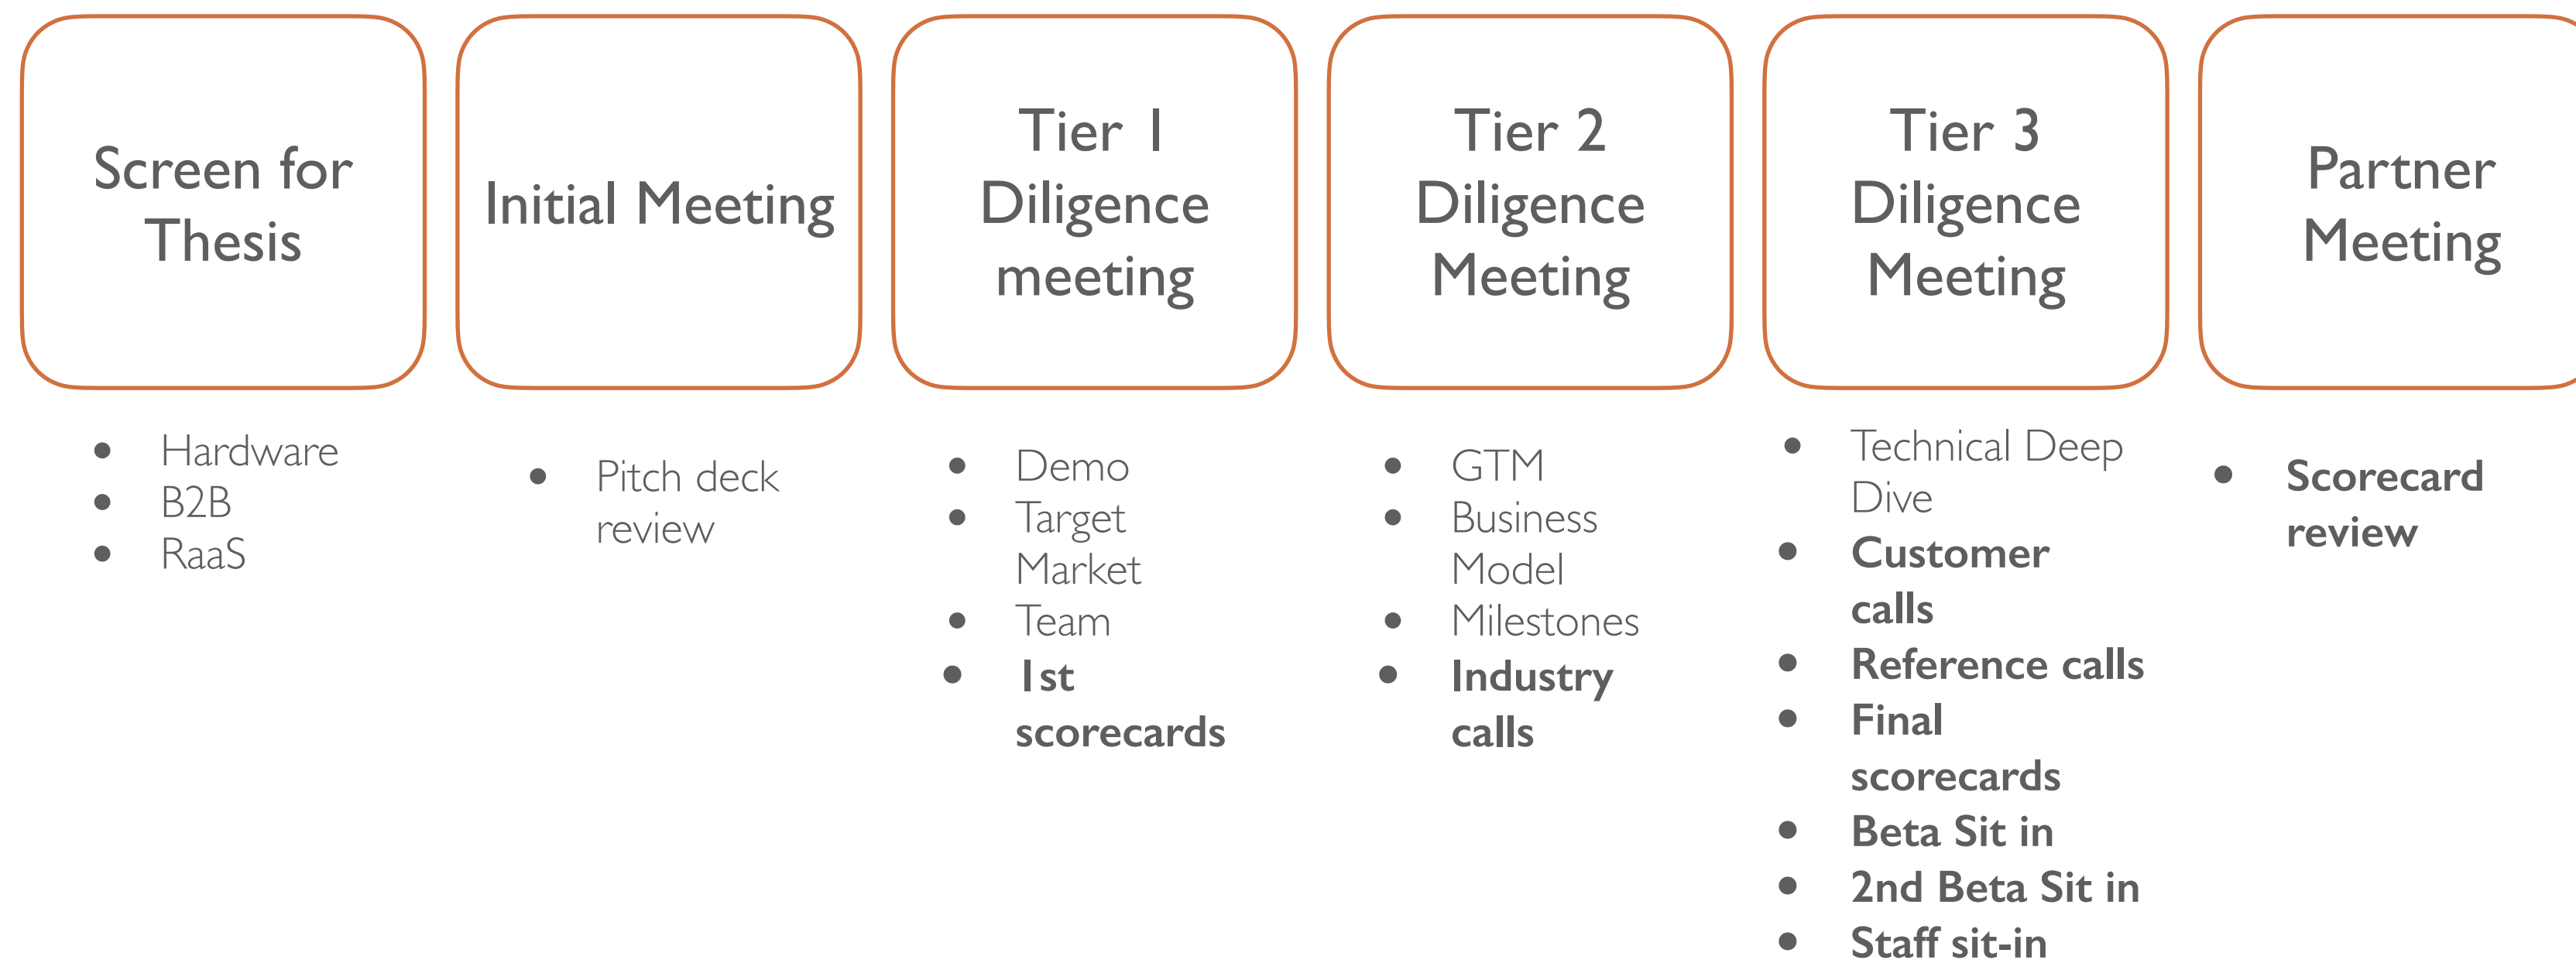 Screen for
Thesis
Initial Meeting
Tier 1
Diligence
meeting
Tier 2
Diligence
Meeting
Tier 3
Diligence
Meeting
Partner
Meeting
• Hardware
• B2B
• RaaS
• Pitch deck
review
• Demo
• Target
Market
• Team
• 1st
scorecards
• GTM
• Business
Model
• Milestones
• Industry
calls
• Technical Deep
Dive
• Customer
calls
• Reference calls
• Final
scorecards
• Beta Sit in
• 2nd Beta Sit in
• Staff sit-in
• Scorecard
review